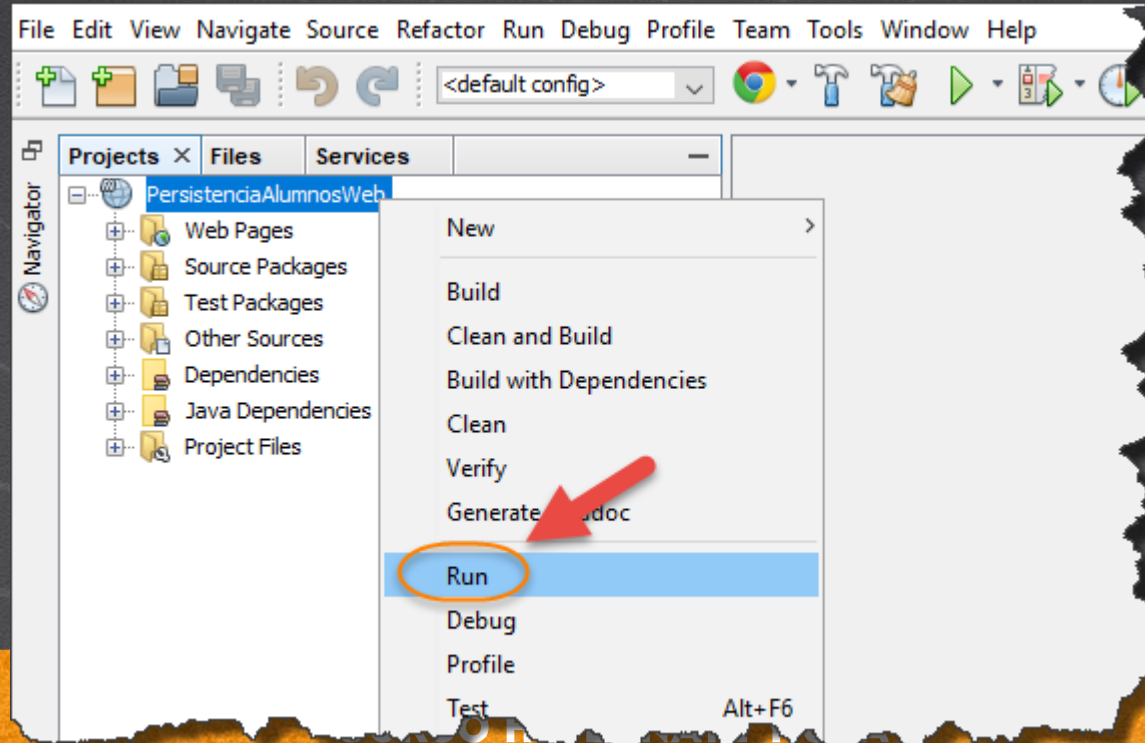 File Edit View Navigate Source Refactor Run Debug Profile Team Tools Window Help
<default config>
Projects Files Services
Navigator
PersistenciaAlumnosWeb
Web Pages
Source Packages
Test Packages
Other Sources
Dependencies
Java Dependencies
Project Files
New
Build
Clean and Build
Build with Dependencies
Clean
Verify
Generate doc
Run
Debug
Profile
Test Alt+F6